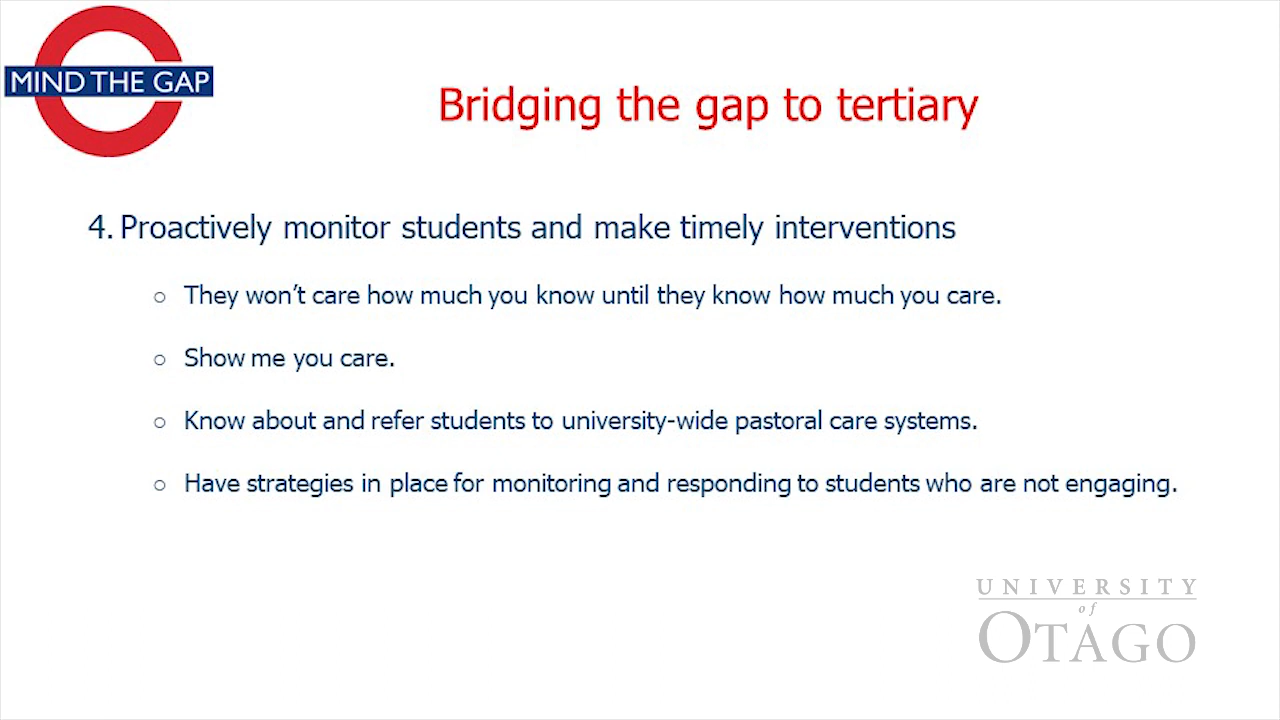 MIND THE GAP
Bridging the gap to tertiary
4. Proactively monitor students and make timely interventions
○ They won’t care how much you know until they know how much you care.
○ Show me you care.
○ Know about and refer students to university-wide pastoral care systems.
○ Have strategies in place for monitoring and responding to students who are not engaging.
UNIVERSITY
of
OTAGO